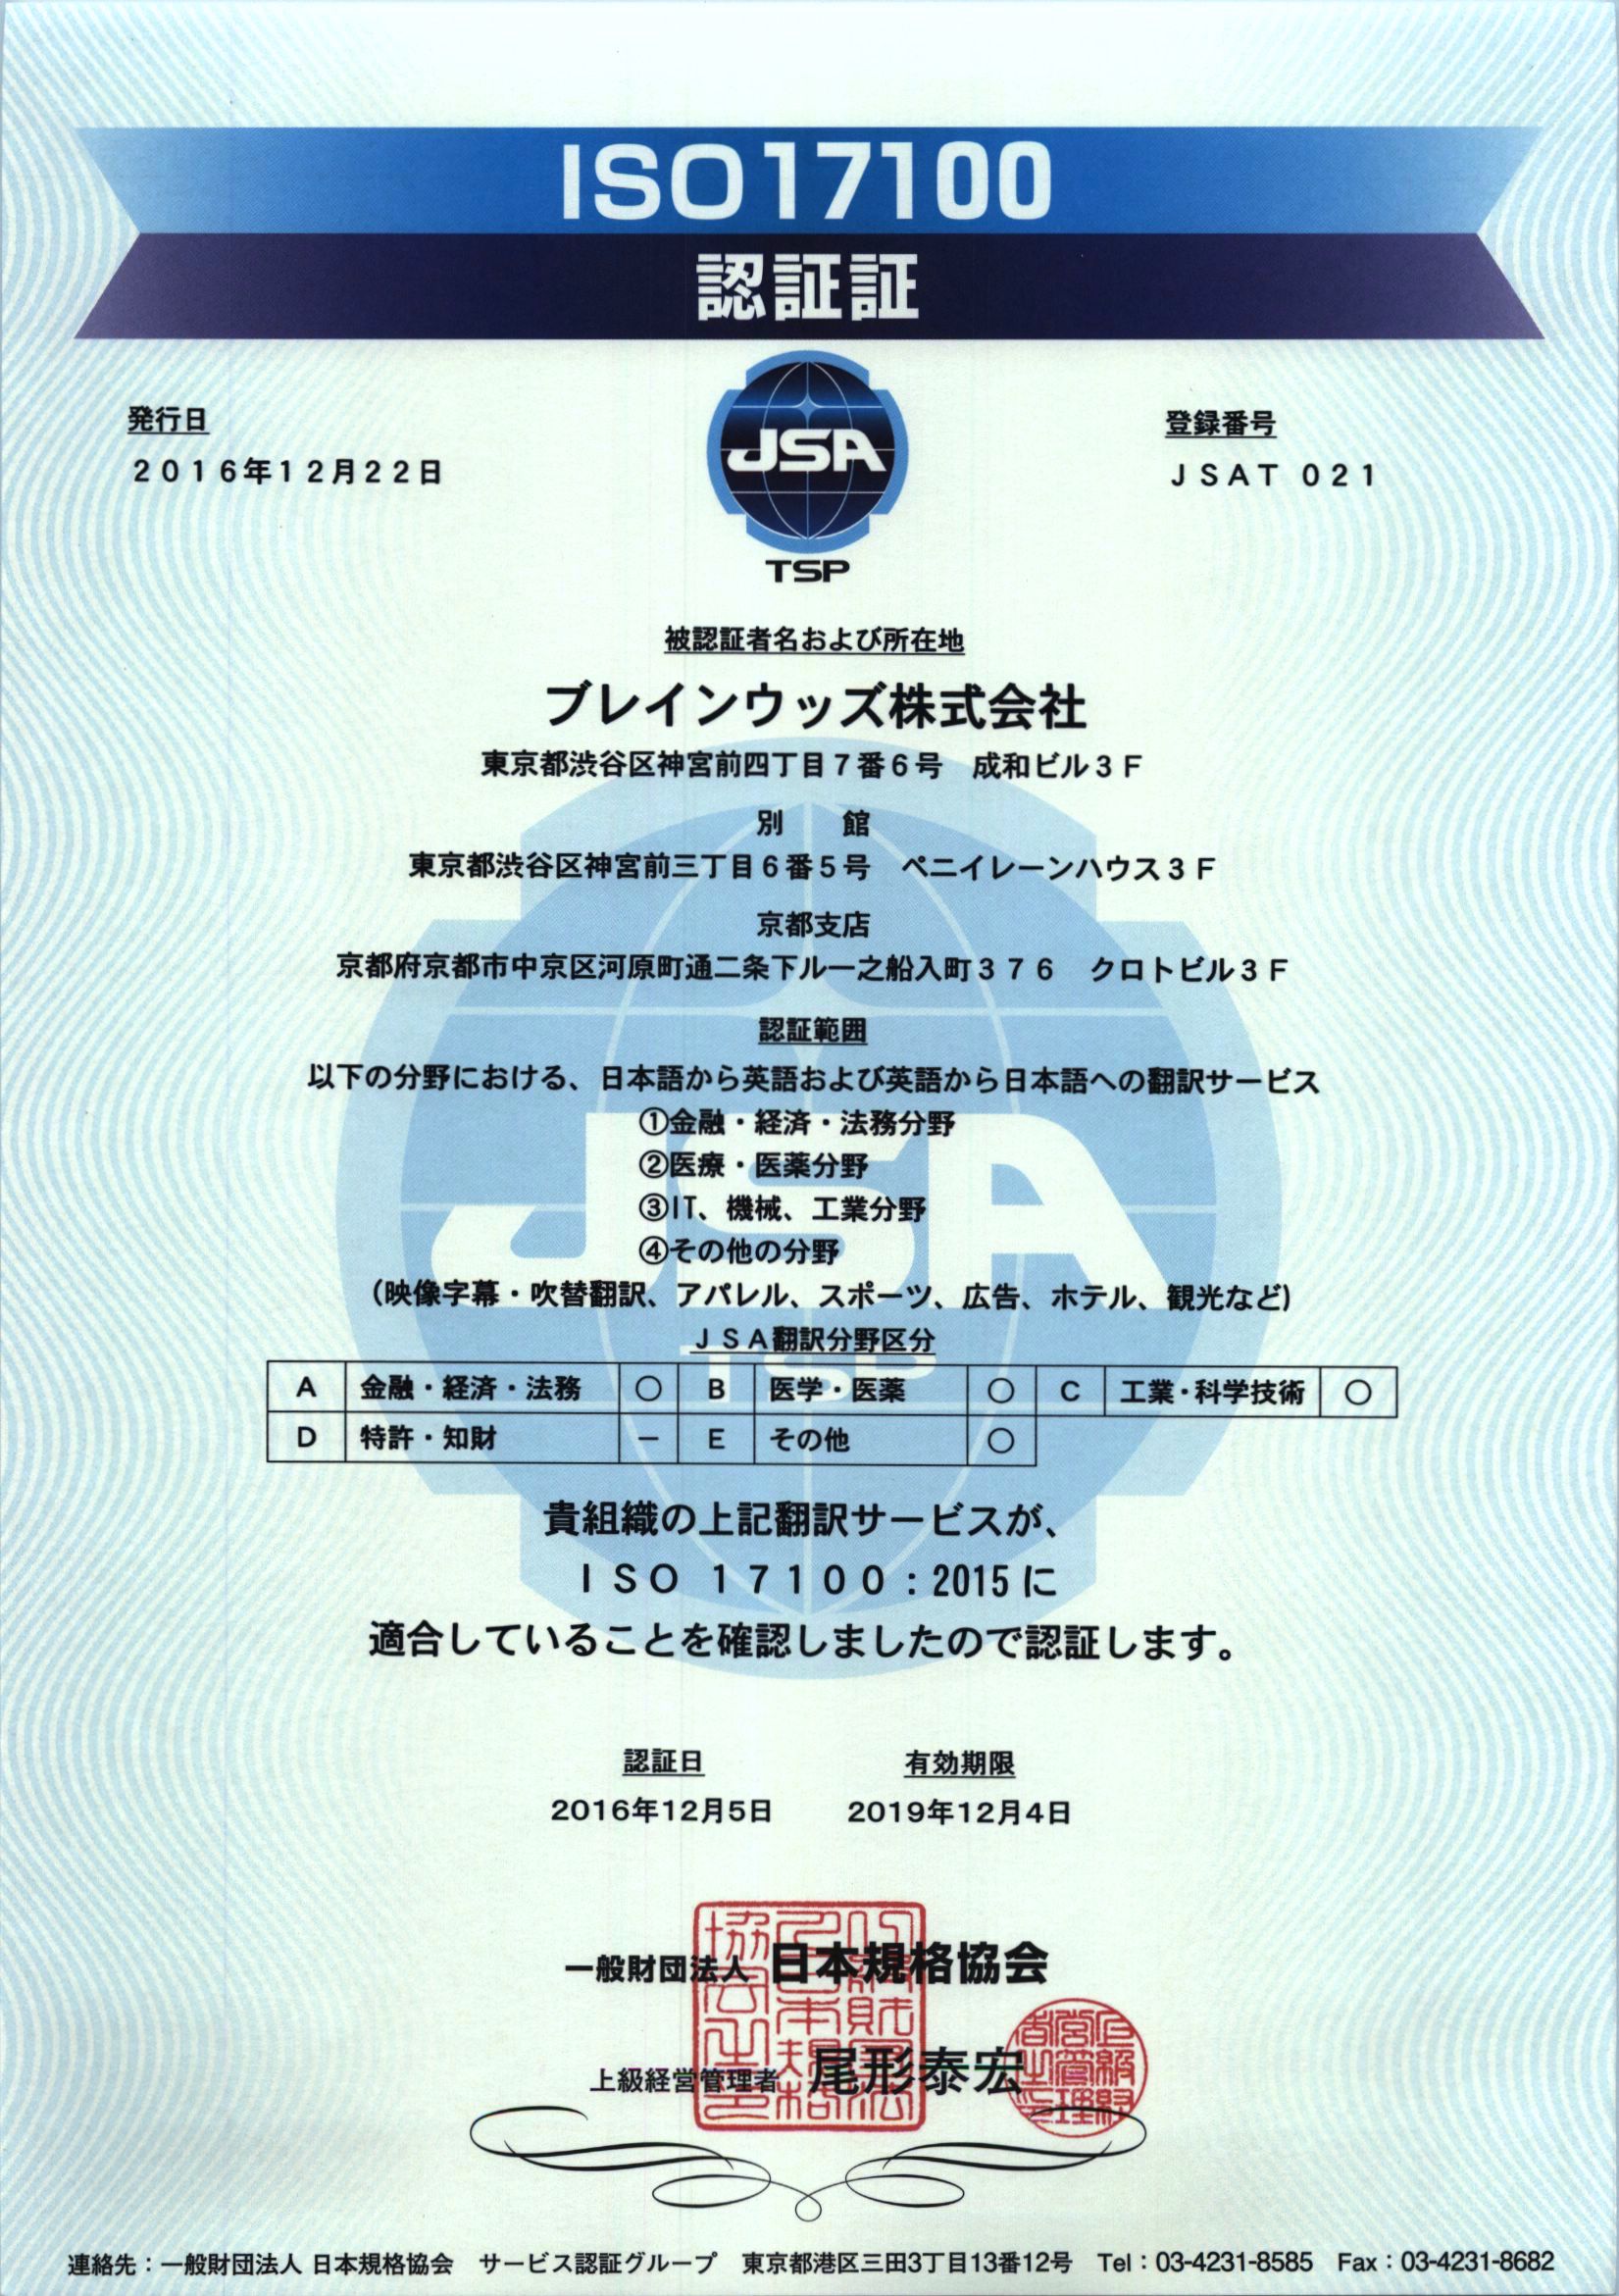 ISO17100
認証証
発行日
2016年12月22日
JSA
TSP
登録番号
JSAT 021
被認証者名および所在地
ブレインウッズ株式会社
東京都渋谷区神宮前四丁目7番6号 成和ビル3F
別 館
東京都渋谷区神宮前三丁目6番5号 ペニイレーンハウス3F
京都支店
京都府京都市中京区河原町通二条下ル一之船入町376 クロトビル3F
認証範囲
以下の分野における、日本語から英語および英語から日本語への翻訳サービス
①金融・経済・法務分野
②医療・医薬分野
③IT、機械、工業分野
④その他の分野
(映像字幕・吹替翻訳、アパレル、スポーツ、広告、ホテル、観光など)
JSA翻訳分野区分
A 金融・経済・法務 ○ B 医学・医薬 ○ C 工業・科学技術 ○
D 特許・知財 － E その他 ○
貴組織の上記翻訳サービスが、
ISO 17100:2015に
適合していることを確認しましたので認証します。
認証日 有効期限
2016年12月5日 2019年12月4日
一般財団法人 日本規格協会
上級経営管理者 尾形泰宏
連絡先:一般財団法人 日本規格協会 サービス認証グループ 東京都港区三田3丁目13番12号 Tel:03-4231-8585 Fax:03-4231-8682